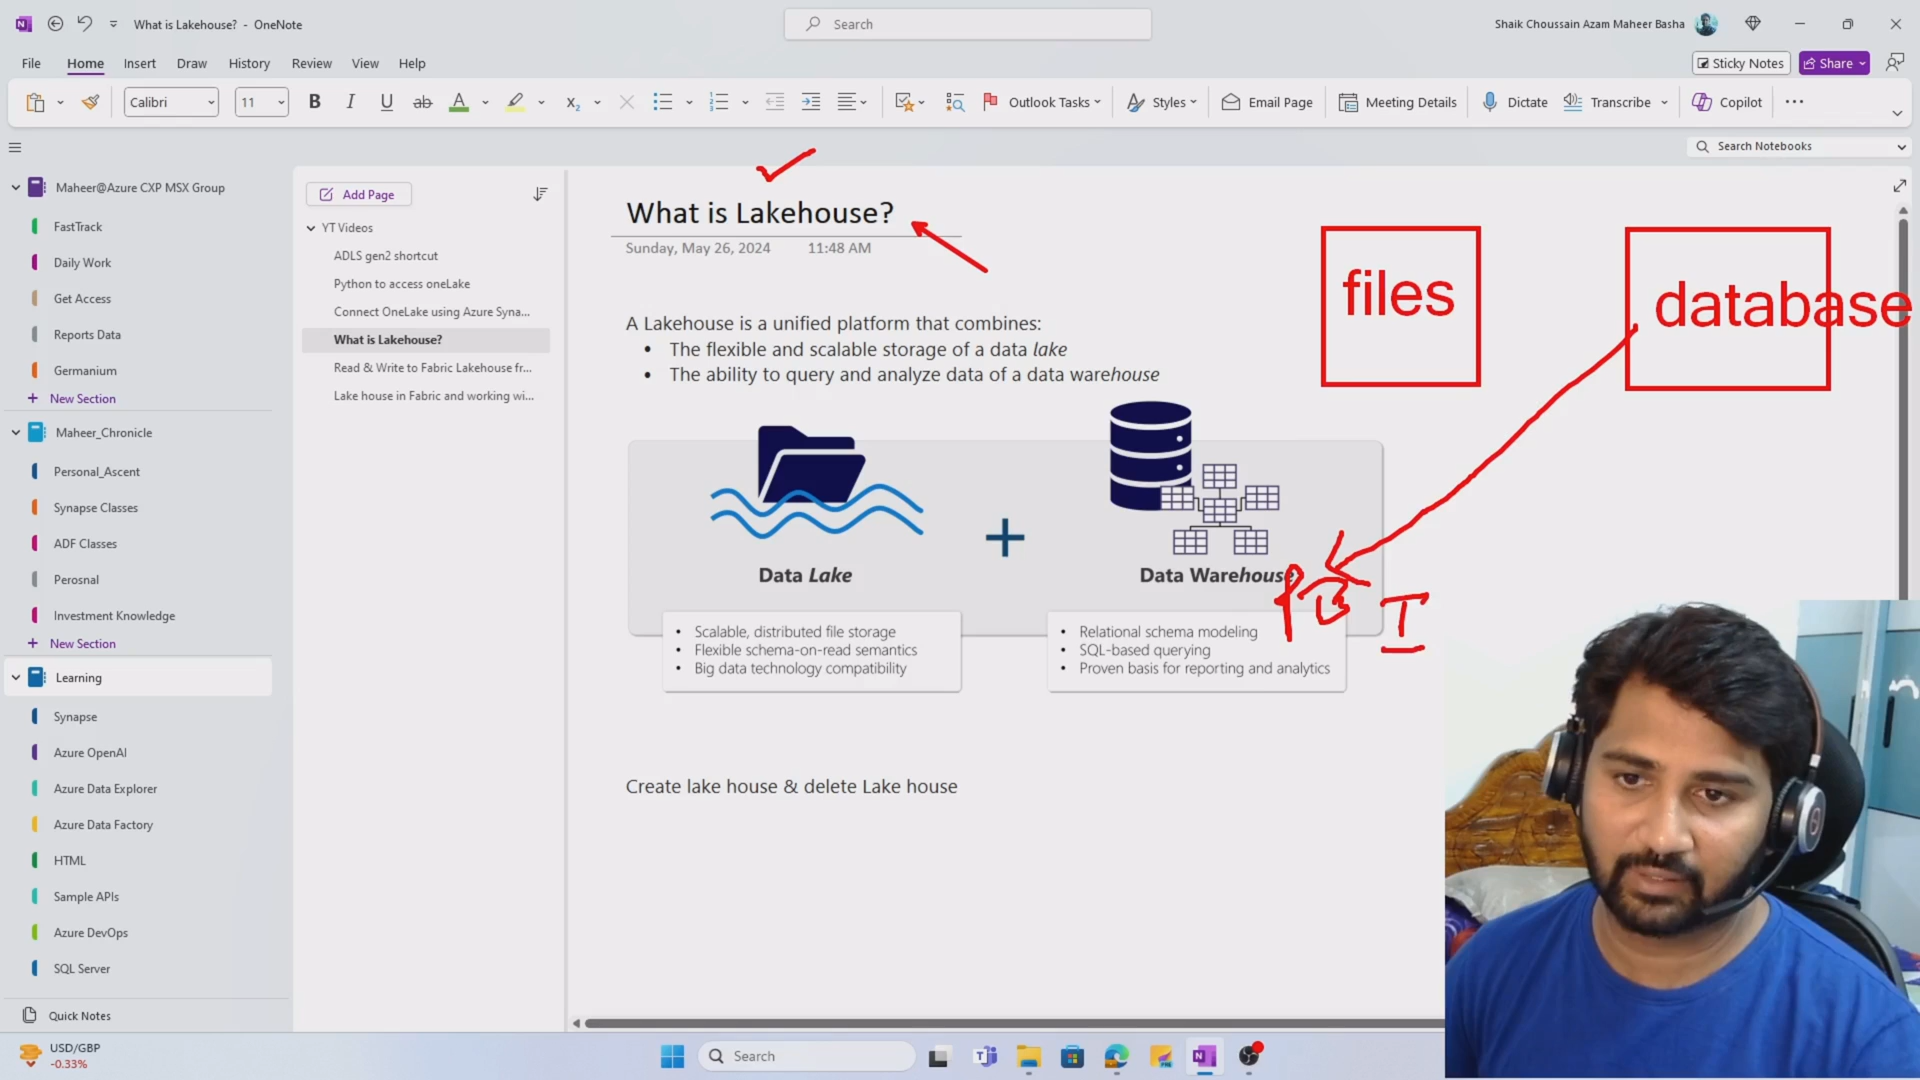 What is Lakehouse? - OneNote
Search
Shaik Choussain Azam Maheer Basha
File Home Insert Draw History Review View Help
Sticky Notes Share
Calibri 11 B I U ab A x₂ Outlook Tasks Styles Email Page Meeting Details Dictate Transcribe Copilot
Search Notebooks
Maheer@Azure CXP MSX Group
FastTrack
Daily Work
Get Access
Reports Data
Germanium
New Section
Maheer_Chronicle
Personal_Ascent
Synapse Classes
ADF Classes
Perosnal
Investment Knowledge
New Section
Learning
Synapse
Azure OpenAI
Azure Data Explorer
Azure Data Factory
HTML
Sample APIs
Azure DevOps
SQL Server
Quick Notes
Add Page
YT Videos
ADLS gen2 shortcut
Python to access oneLake
Connect OneLake using Azure Syna...
What is Lakehouse?
Read & Write to Fabric Lakehouse fr...
Lake house in Fabric and working wi...
What is Lakehouse?
Sunday, May 26, 2024 11:48 AM
A Lakehouse is a unified platform that combines:
• The flexible and scalable storage of a data lake
• The ability to query and analyze data of a data warehouse
files
database
Data Lake
+
Data Warehouse
PB I
• Scalable, distributed file storage
• Flexible schema-on-read semantics
• Big data technology compatibility
• Relational schema modeling
• SQL-based querying
• Proven basis for reporting and analytics
Create lake house & delete Lake house
USD/GBP
-0.33%
Search